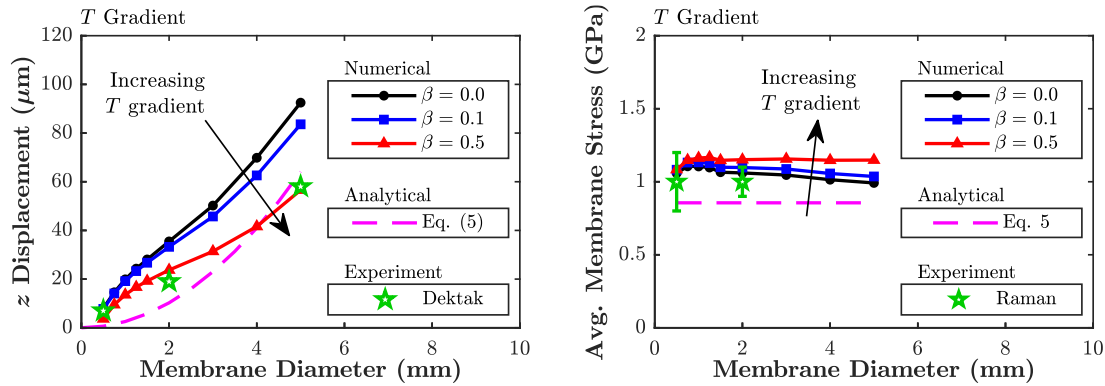 T Gradient
120
100
80
60
40
20
0
z Displacement (μm)
Increasing
T gradient
Numerical
β = 0.0
β = 0.1
β = 0.5
Analytical
Eq. (5)
Experiment
Dektak
0 2 4 6 8 10
Membrane Diameter (mm)
T Gradient
2
1.5
1
0.5
0
Avg. Membrane Stress (GPa)
Increasing
T gradient
Numerical
β = 0.0
β = 0.1
β = 0.5
Analytical
Eq. 5
Experiment
Raman
0 2 4 6 8 10
Membrane Diameter (mm)